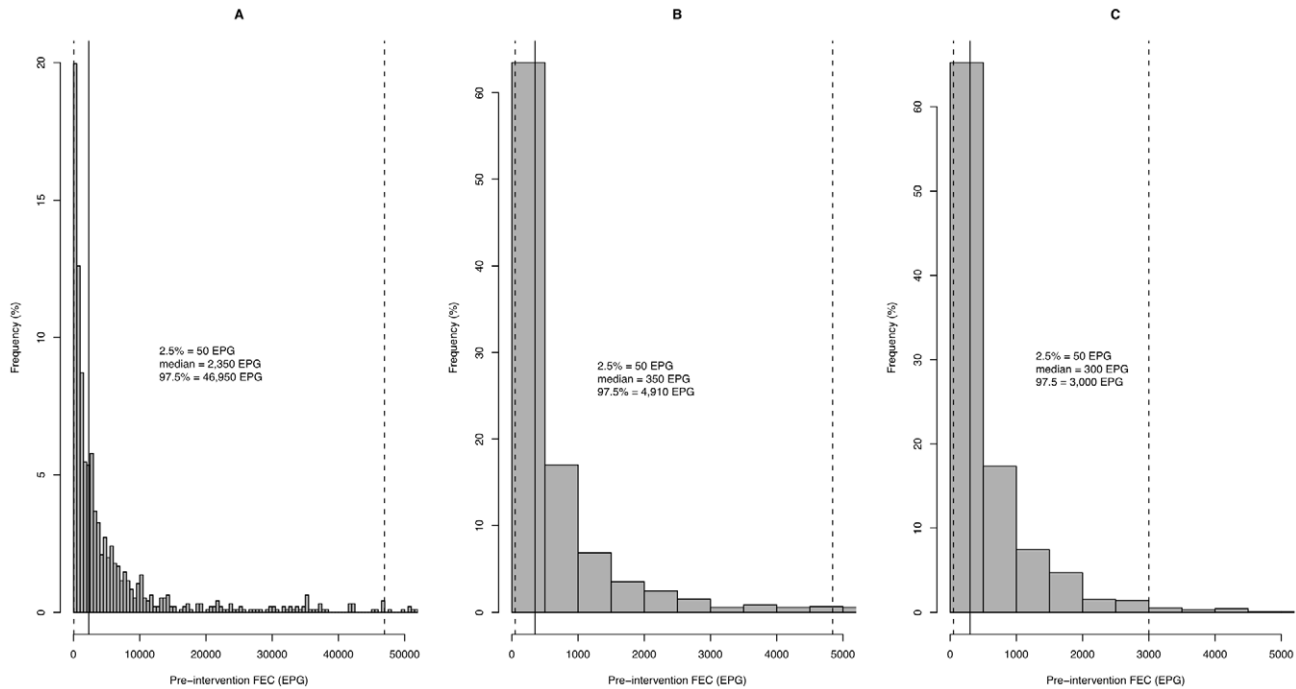 A
20
15
10
5
0
Frequency (%)
2.5% = 50 EPG
median = 2,350 EPG
97.5% = 46,950 EPG
0 10000 20000 30000 40000 50000
Pre-intervention FEC (EPG)
B
60
50
40
30
20
10
0
Frequency (%)
2.5% = 50 EPG
median = 350 EPG
97.5% = 4,910 EPG
0 1000 2000 3000 4000 5000
Pre-intervention FEC (EPG)
C
60
50
40
30
20
10
0
Frequency (%)
2.5% = 50 EPG
median = 300 EPG
97.5 = 3,000 EPG
0 1000 2000 3000 4000 5000
Pre-intervention FEC (EPG)